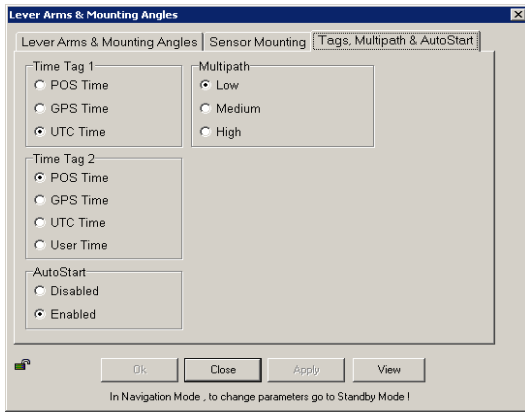 Lever Arms & Mounting Angles
Lever Arms & Mounting Angles Sensor Mounting Tags, Multipath & AutoStart
Time Tag 1
POS Time
GPS Time
UTC Time
Multipath
Low
Medium
High
Time Tag 2
POS Time
GPS Time
UTC Time
User Time
AutoStart
Disabled
Enabled
Ok Close Apply View
In Navigation Mode , to change parameters go to Standby Mode !